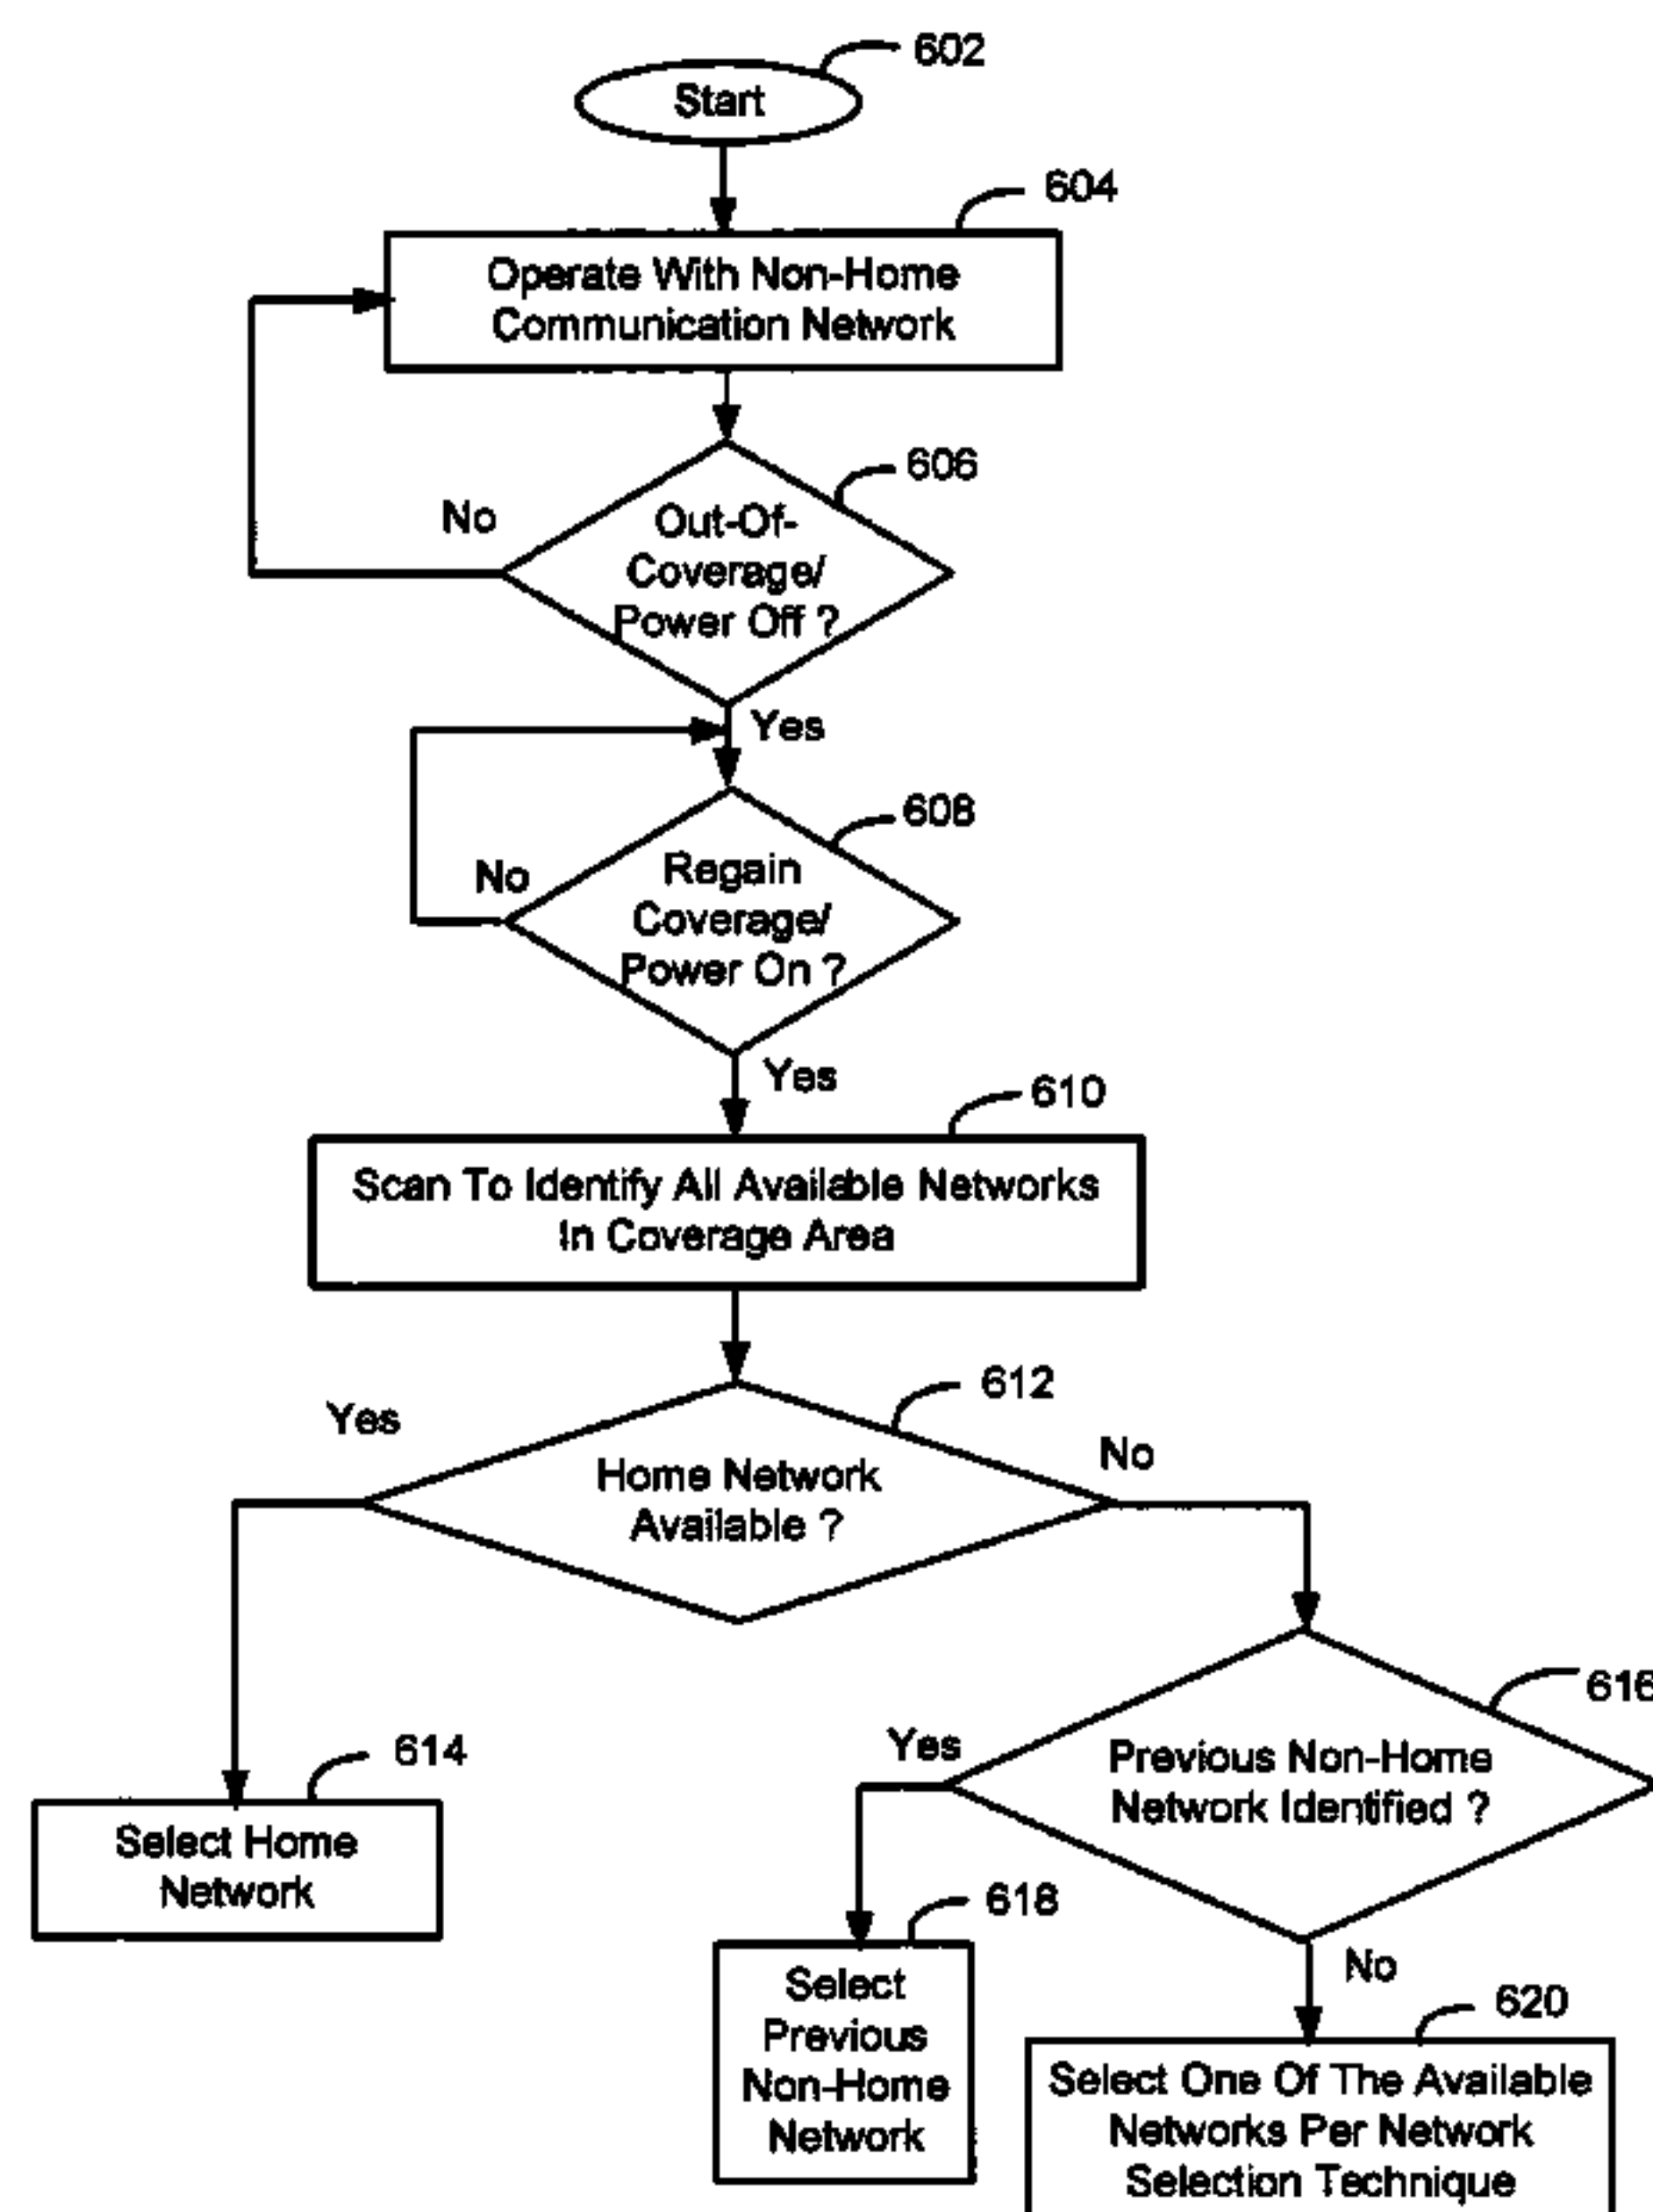 602
Start
604
Operate With Non-Home
Communication Network
606
No
Out-Of-
Coverage/
Power Off ?
Yes
608
No
Regain
Coverage/
Power On ?
Yes
610
Scan To Identify All Available Networks
In Coverage Area
612
Yes
No
Home Network
Available ?
616
614
Yes
Previous Non-Home
Network Identified ?
Select Home
Network
618
No
Select
Previous
Non-Home
Network
620
Select One Of The Available
Networks Per Network
Selection Technique